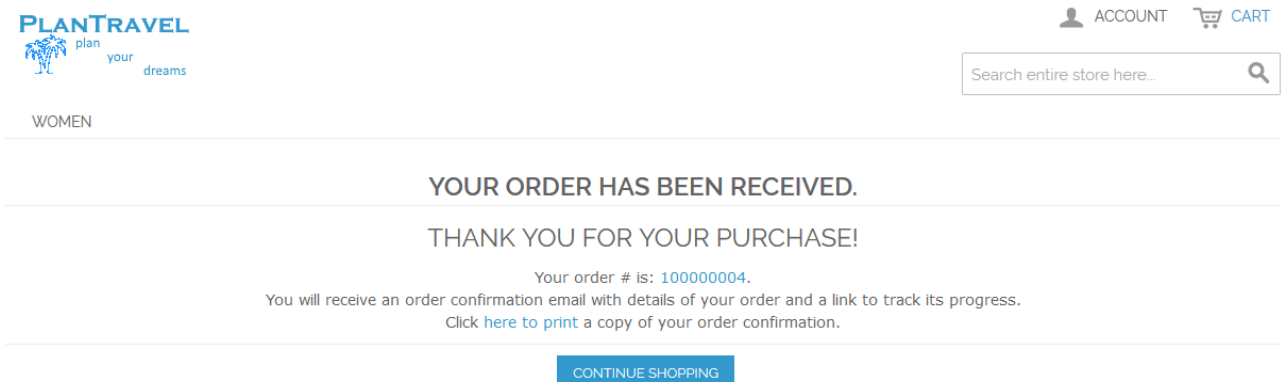 PLANTRAVEL
plan
your
dreams
ACCOUNT
CART
Search entire store here...
WOMEN
YOUR ORDER HAS BEEN RECEIVED.
THANK YOU FOR YOUR PURCHASE!
Your order # is: 100000004.
You will receive an order confirmation email with details of your order and a link to track its progress.
Click here to print a copy of your order confirmation.
CONTINUE SHOPPING